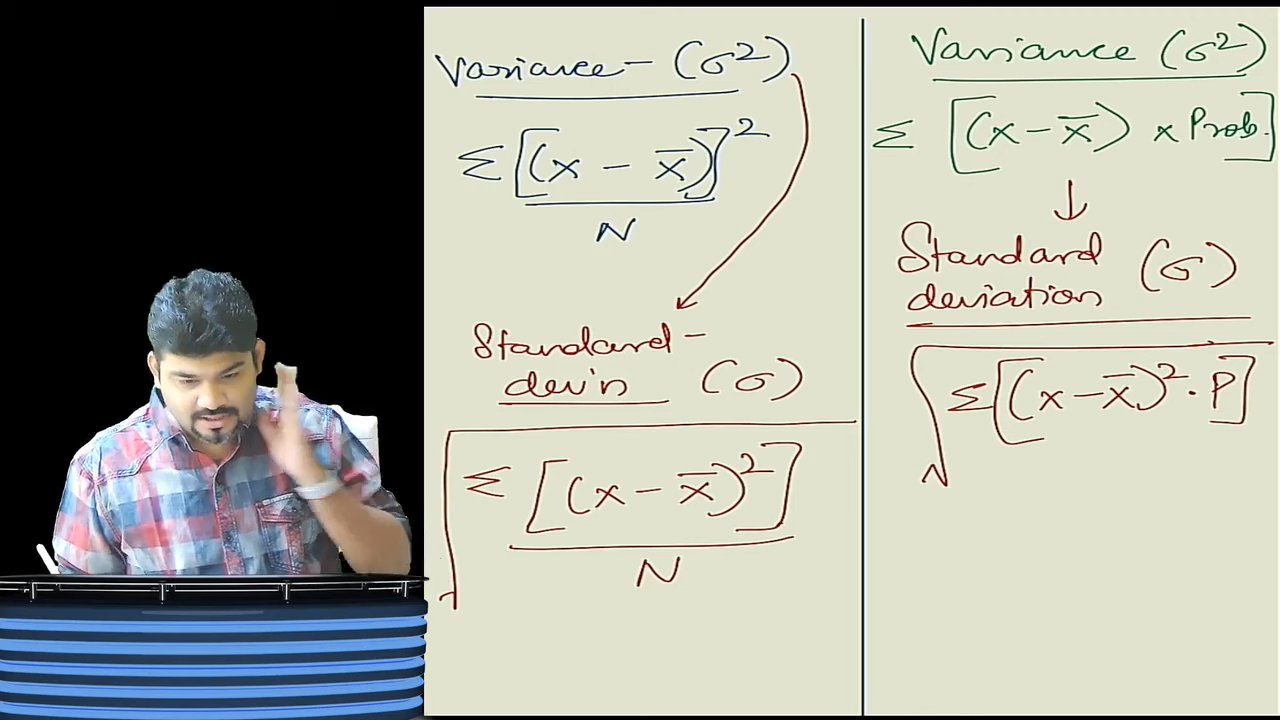 Variance - (σ²)
Σ [(x - x̄)]²
N
Standard -
devin (σ)
√ Σ [(x - x̄)²]
N
Variance (σ²)
Σ [(x - x̄) x Prob.]
↓
Standard
deviation (σ)
√ Σ [(x - x̄)² · P]